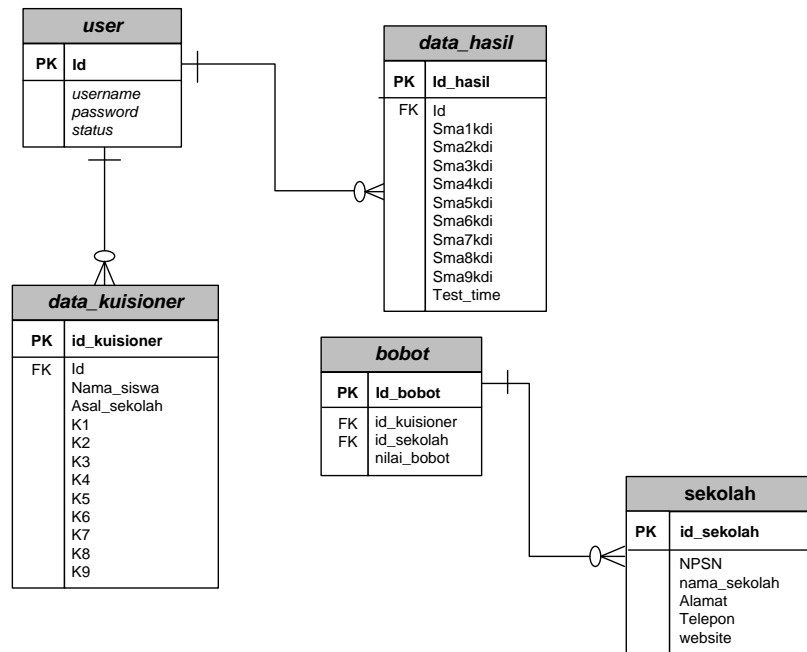 user
PK Id
username
password
status
data_hasil
PK Id_hasil
FK Id
Sma1kdi
Sma2kdi
Sma3kdi
Sma4kdi
Sma5kdi
Sma6kdi
Sma7kdi
Sma8kdi
Sma9kdi
Test_time
data_kuisioner
PK id_kuisioner
FK Id
Nama_siswa
Asal_sekolah
K1
K2
K3
K4
K5
K6
K7
K8
K9
bobot
PK Id_bobot
FK id_kuisioner
FK id_sekolah
nilai_bobot
sekolah
PK id_sekolah
NPSN
nama_sekolah
Alamat
Telepon
website